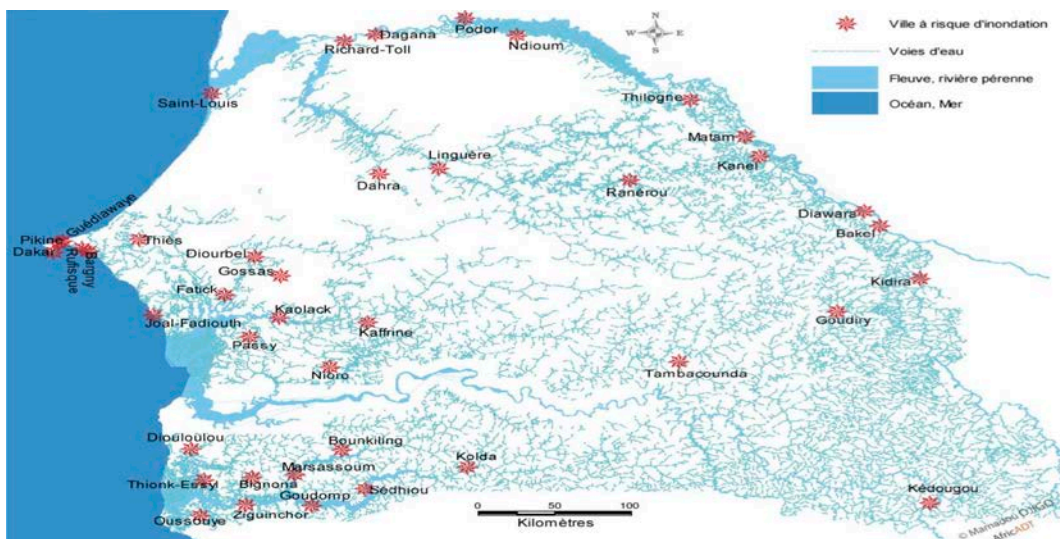 Podor
Dagana
Richard-Toll
Ndioum
N
W E
S
Ville à risque d'inondation
Voies d'eau
Fleuve, rivière pérenne
Océan, Mer
Saint-Louis
Thilogne
Matam
Kanel
Linguère
Dahra
Ranérou
Guédiawaye
Pikine
Dakar
Rufisque
Bargny
Thiès
Diourbel
Gossas
Fatick
Joal-Fadiouth
Kaolack
Kaffrine
Passy
Nioro
Diawara
Bakel
Kidira
Goudiry
Tambacounda
Diouloulou
Bounkiling
Marsassoum
Kolda
Thionk-Essyl
Bignona
Goudomp
Sédhiou
Oussouye
Ziguinchor
Kédougou
0 50 100
Kilomètres
© Mamadou
AfricADT